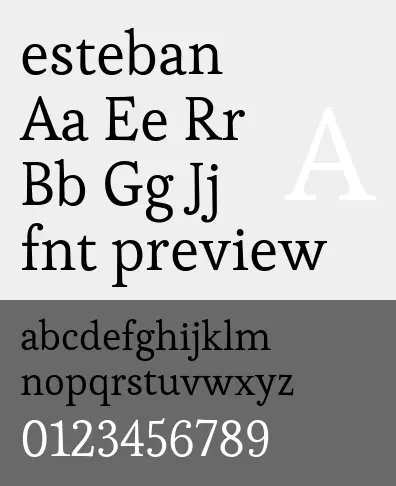 esteban
Aa Ee Rr
A
Bb Gg Jj
fnt preview
abcdefghijklm
nopqrstuvwxyz
0123456789